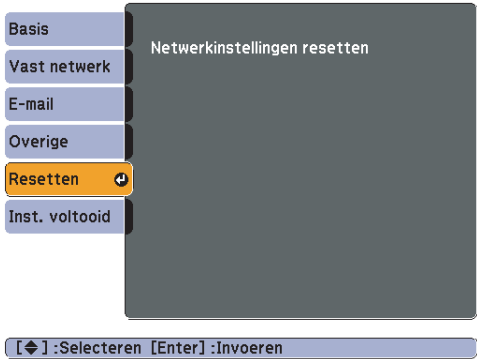 Basis
Netwerkinstellingen resetten
Vast netwerk
E-mail
Overige
Resetten
Inst. voltooid
[◆] :Selecteren [Enter] :Invoeren